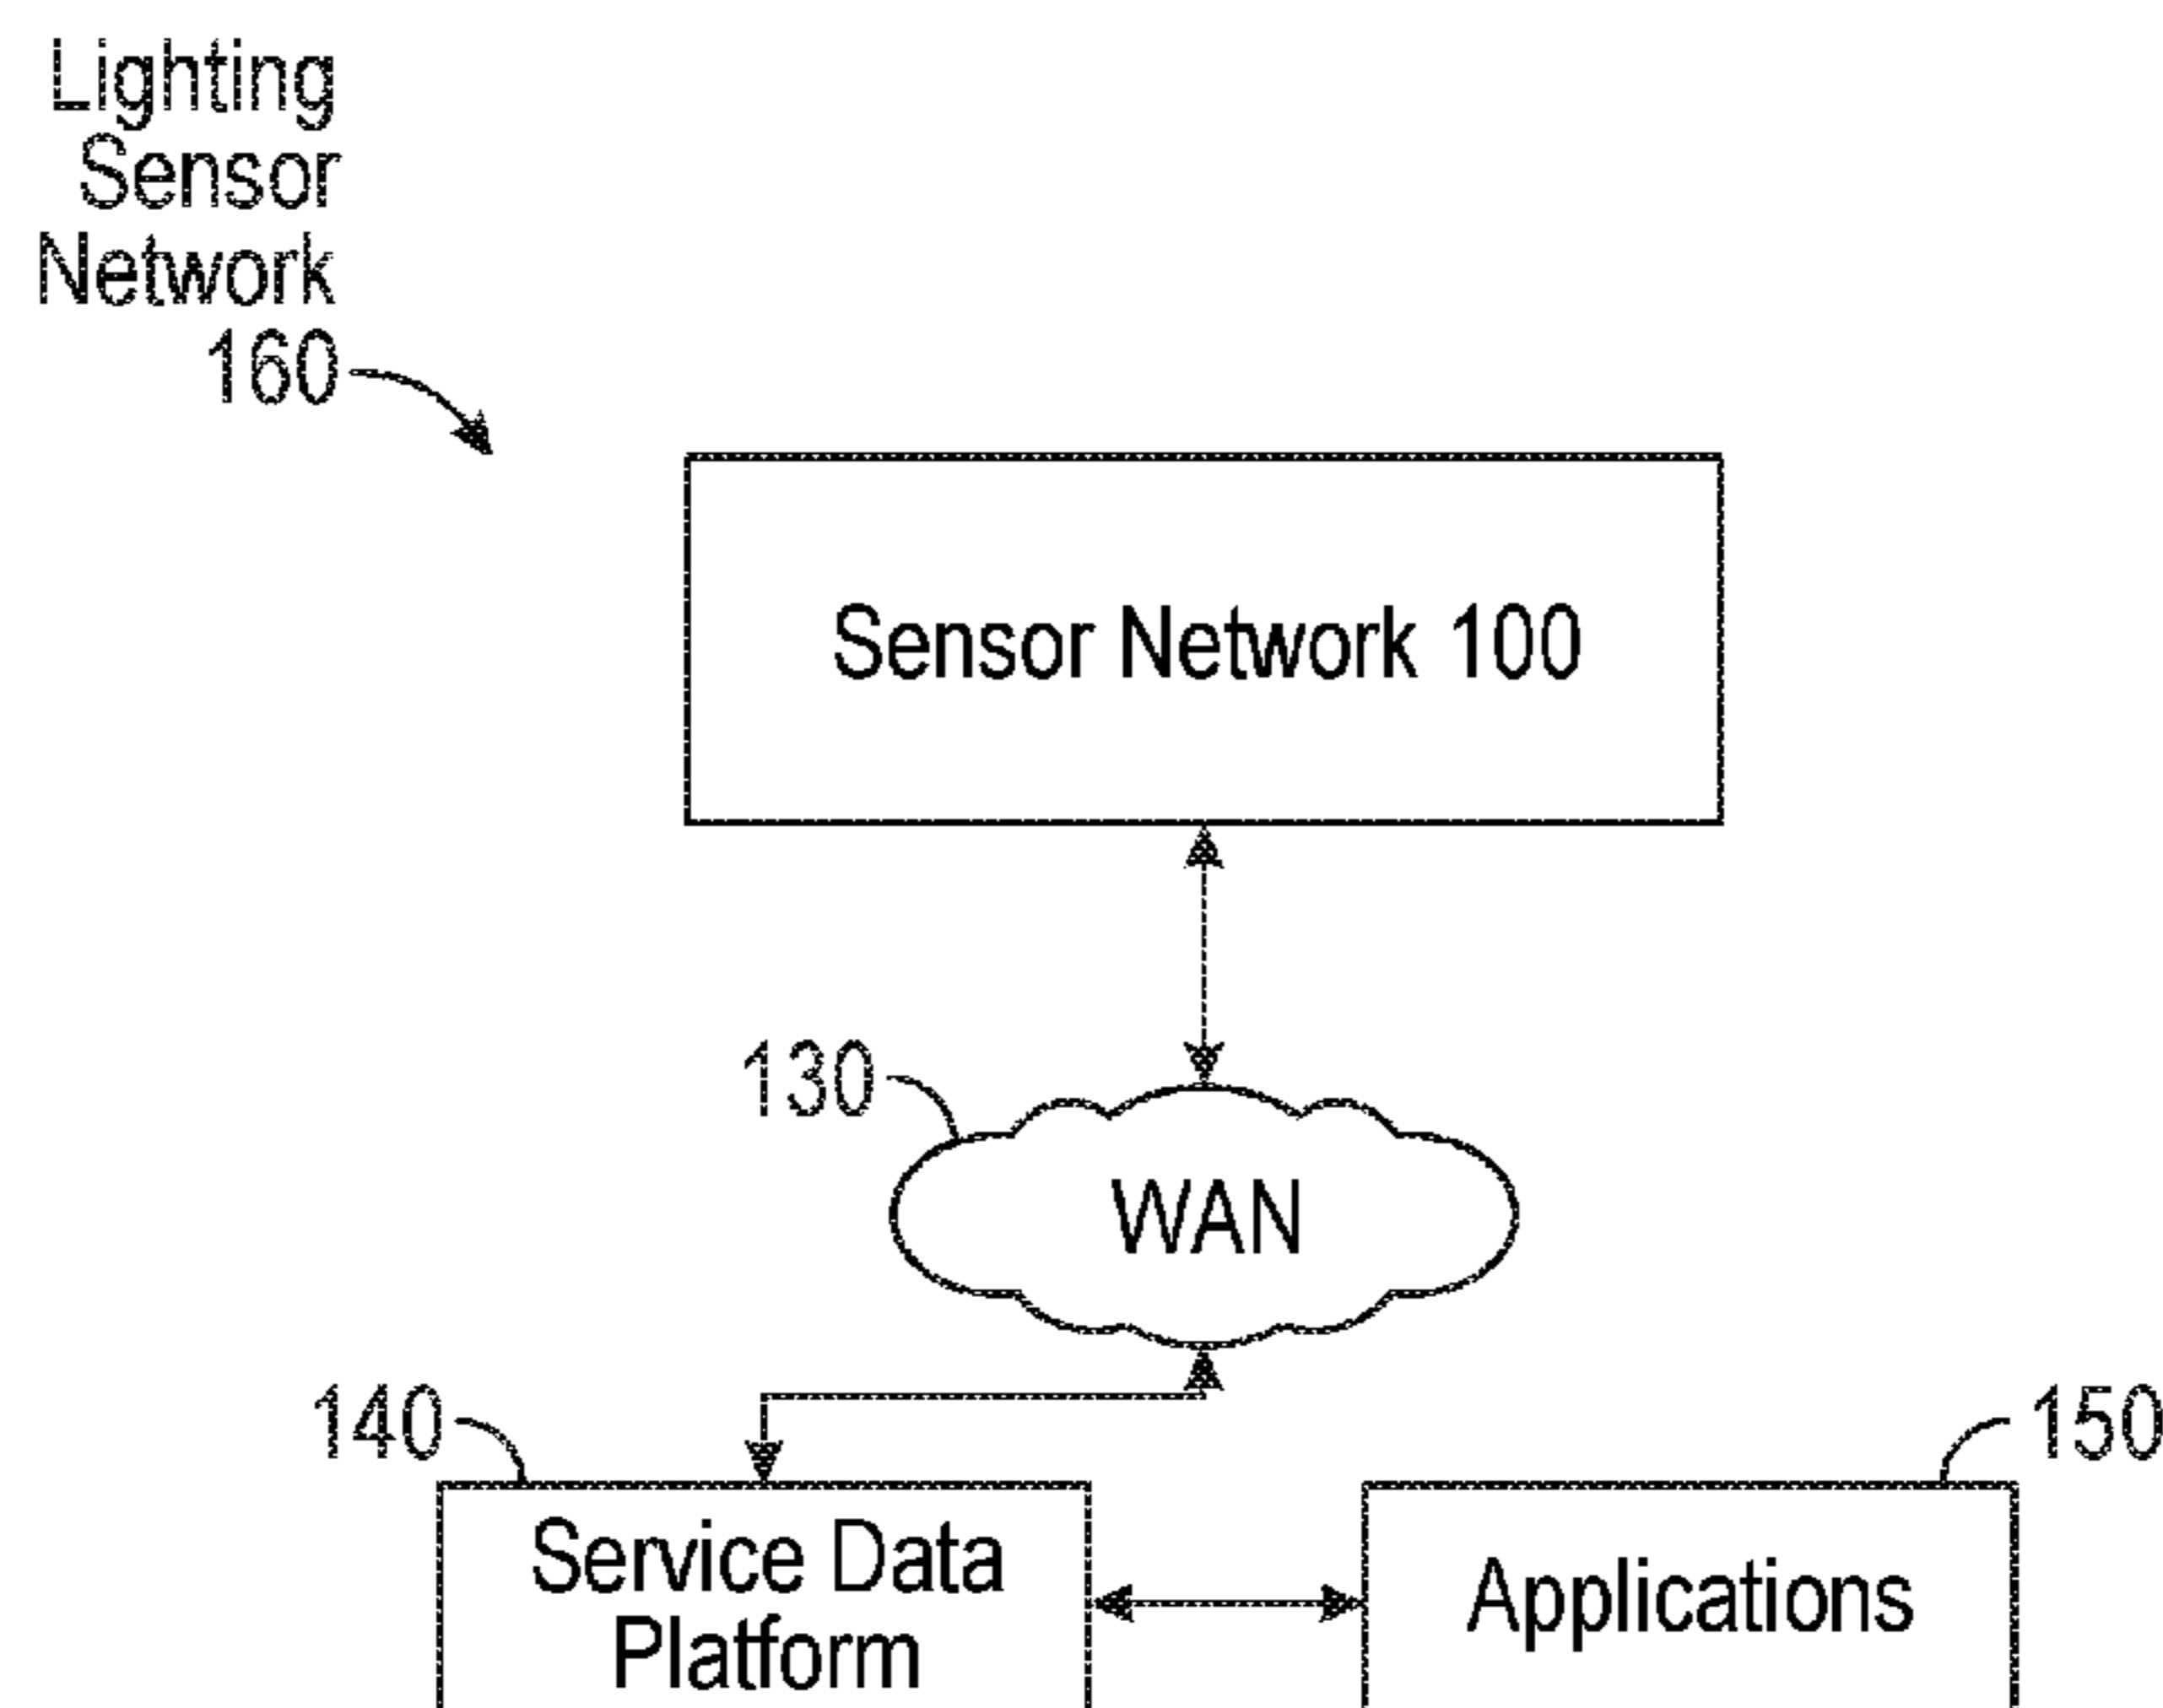 Lighting
Sensor
Network
160
Sensor Network 100
130
WAN
140
150
Service Data
Platform
Applications